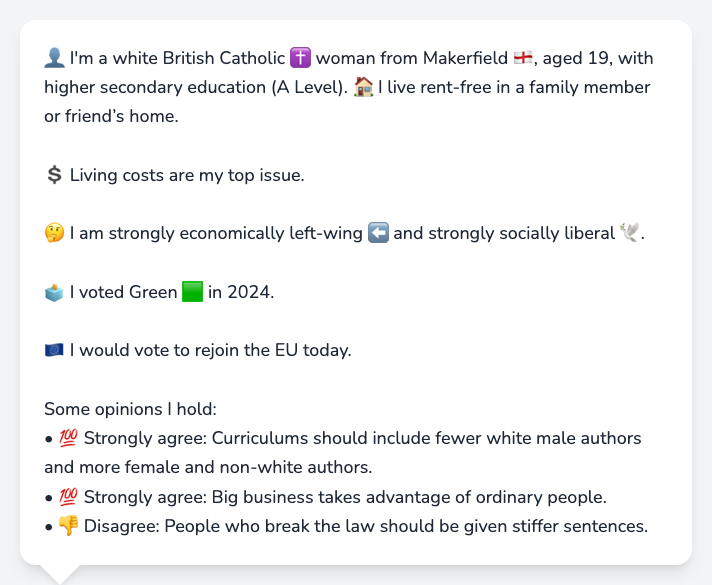 👤 I'm a white British Catholic ✝️ woman from Makerfield 🏴󠁧󠁢󠁥󠁮󠁧󠁿, aged 19, with
higher secondary education (A Level). 🏠 I live rent-free in a family member
or friend’s home.
💲 Living costs are my top issue.
🤔 I am strongly economically left-wing ⬅️ and strongly socially liberal 🕊️.
🗳️ I voted Green 🟩 in 2024.
🇪🇺 I would vote to rejoin the EU today.
Some opinions I hold:
• 💯 Strongly agree: Curriculums should include fewer white male authors
and more female and non-white authors.
• 💯 Strongly agree: Big business takes advantage of ordinary people.
• 👎 Disagree: People who break the law should be given stiffer sentences.